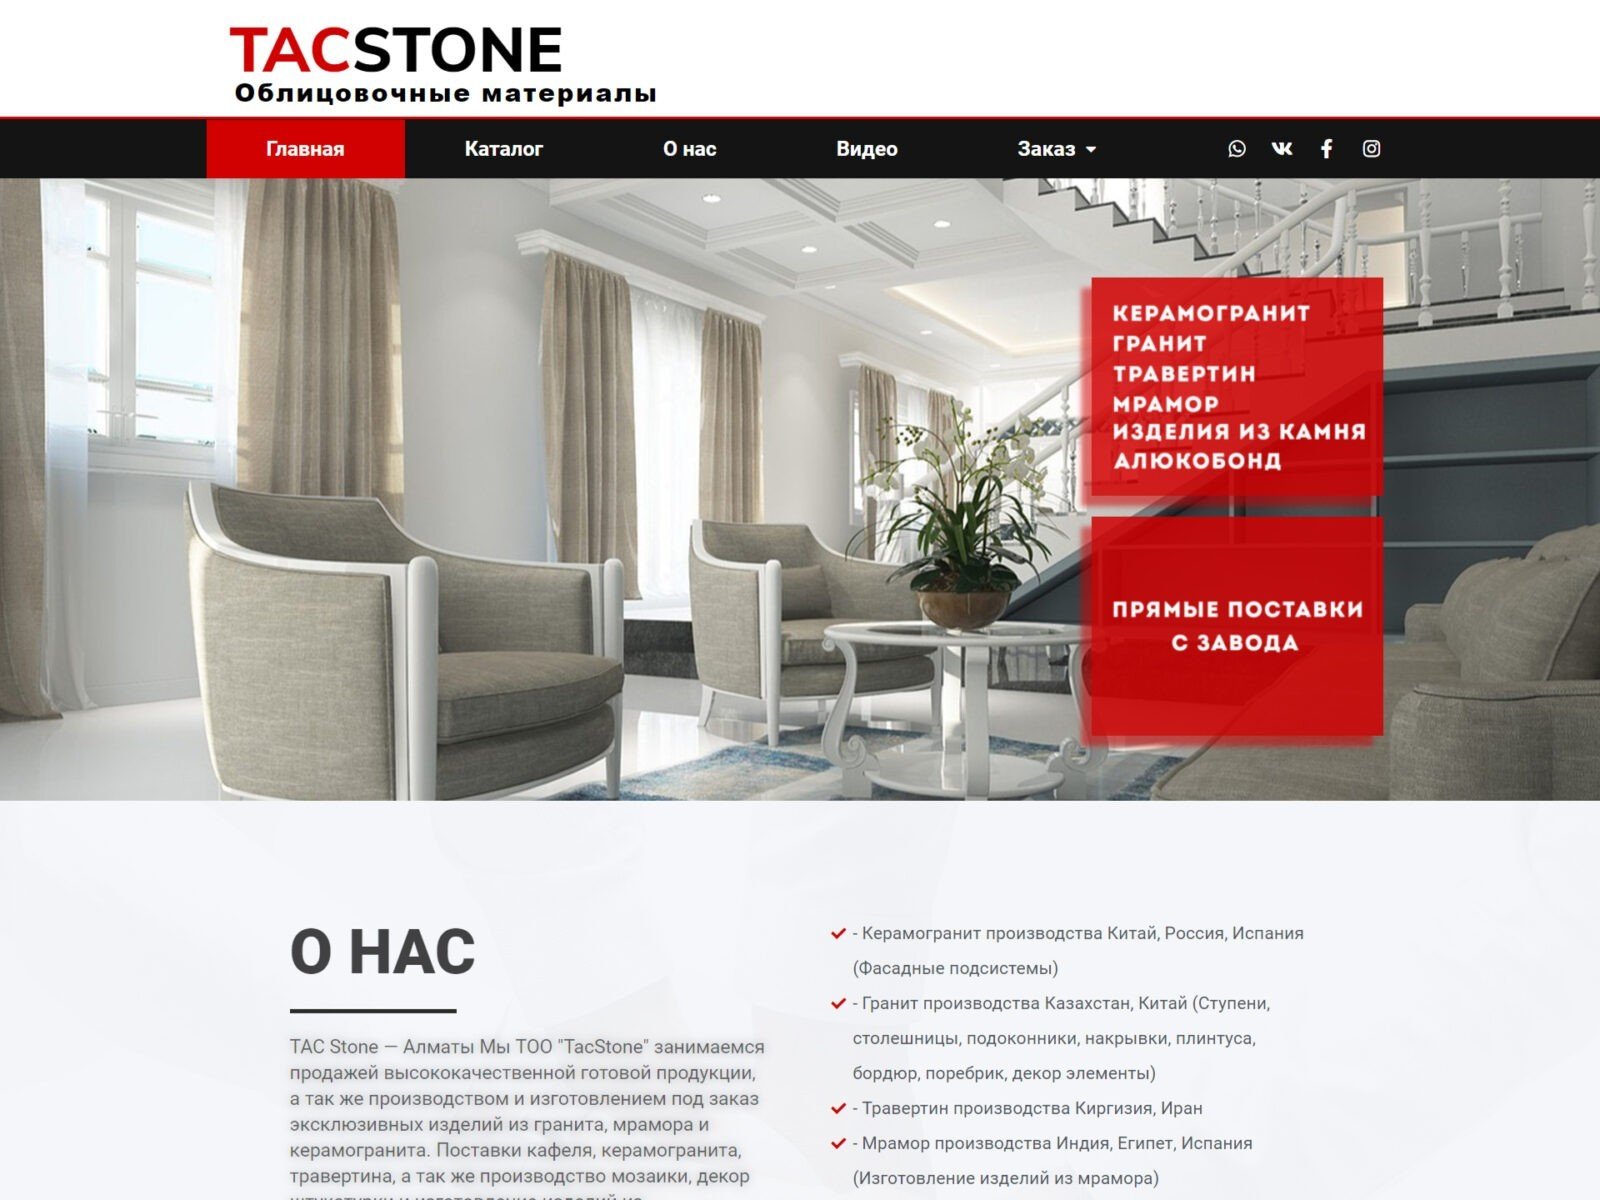 TACSTONE
Облицовочные материалы
Главная
Каталог
О нас
Видео
Заказ
КЕРАМОГРАНИТ
ГРАНИТ
ТРАВЕРТИН
МРАМОР
ИЗДЕЛИЯ ИЗ КАМНЯ
АЛЮКОБОНД
ПРЯМЫЕ ПОСТАВКИ
С ЗАВОДА
О НАС
TAC Stone — Алматы Мы ТОО "TacStone" занимаемся
продажей высококачественной готовой продукции,
а так же производством и изготовлением под заказ
эксклюзивных изделий из гранита, мрамора и
керамогранита. Поставки кафеля, керамогранита,
травертина, а так же производство мозаики, декор
- Керамогранит производства Китай, Россия, Испания
(Фасадные подсистемы)
- Гранит производства Казахстан, Китай (Ступени,
столешницы, подоконники, накрывки, плинтуса,
бордюр, поребрик, декор элементы)
- Травертин производства Киргизия, Иран
- Мрамор производства Индия, Египет, Испания
(Изготовление изделий из мрамора)